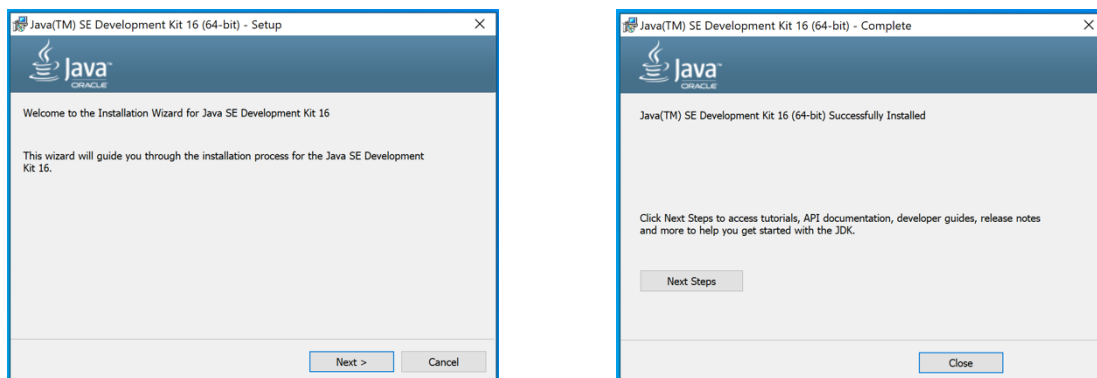 Java(TM) SE Development Kit 16 (64-bit) - Setup
Java™
ORACLE
Welcome to the Installation Wizard for Java SE Development Kit 16
This wizard will guide you through the installation process for the Java SE Development
Kit 16.
Next >
Cancel
Java(TM) SE Development Kit 16 (64-bit) - Complete
Java™
ORACLE
Java(TM) SE Development Kit 16 (64-bit) Successfully Installed
Click Next Steps to access tutorials, API documentation, developer guides, release notes
and more to help you get started with the JDK.
Next Steps
Close